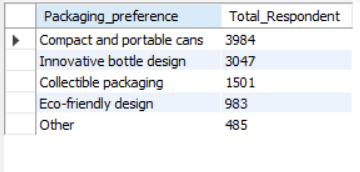 Packaging_preference Total_Respondent
Compact and portable cans 3984
Innovative bottle design 3047
Collectible packaging 1501
Eco-friendly design 983
Other 485